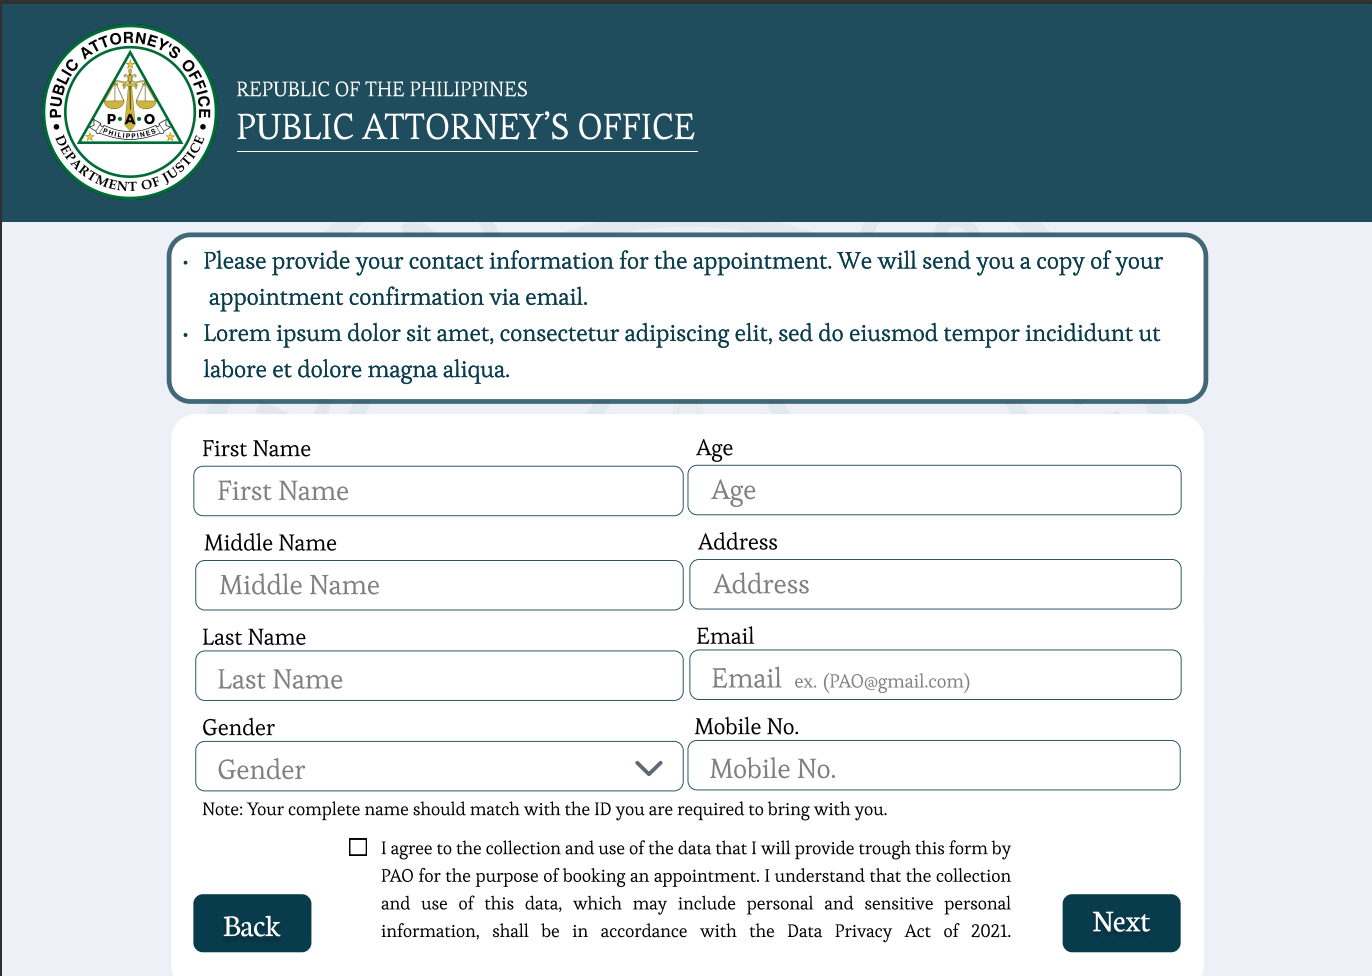 PUBLIC ATTORNEY'S OFFICE
P•A•O
PHILIPPINES
• DEPARTMENT OF JUSTICE •
REPUBLIC OF THE PHILIPPINES
PUBLIC ATTORNEY’S OFFICE
• Please provide your contact information for the appointment. We will send you a copy of your
appointment confirmation via email.
• Lorem ipsum dolor sit amet, consectetur adipiscing elit, sed do eiusmod tempor incididunt ut
labore et dolore magna aliqua.
First Name
First Name
Age
Age
Middle Name
Middle Name
Address
Address
Last Name
Last Name
Email
Email ex. (PAO@gmail.com)
Gender
Gender
Mobile No.
Mobile No.
Note: Your complete name should match with the ID you are required to bring with you.
I agree to the collection and use of the data that I will provide trough this form by
PAO for the purpose of booking an appointment. I understand that the collection
and use of this data, which may include personal and sensitive personal
information, shall be in accordance with the Data Privacy Act of 2021.
Back
Next